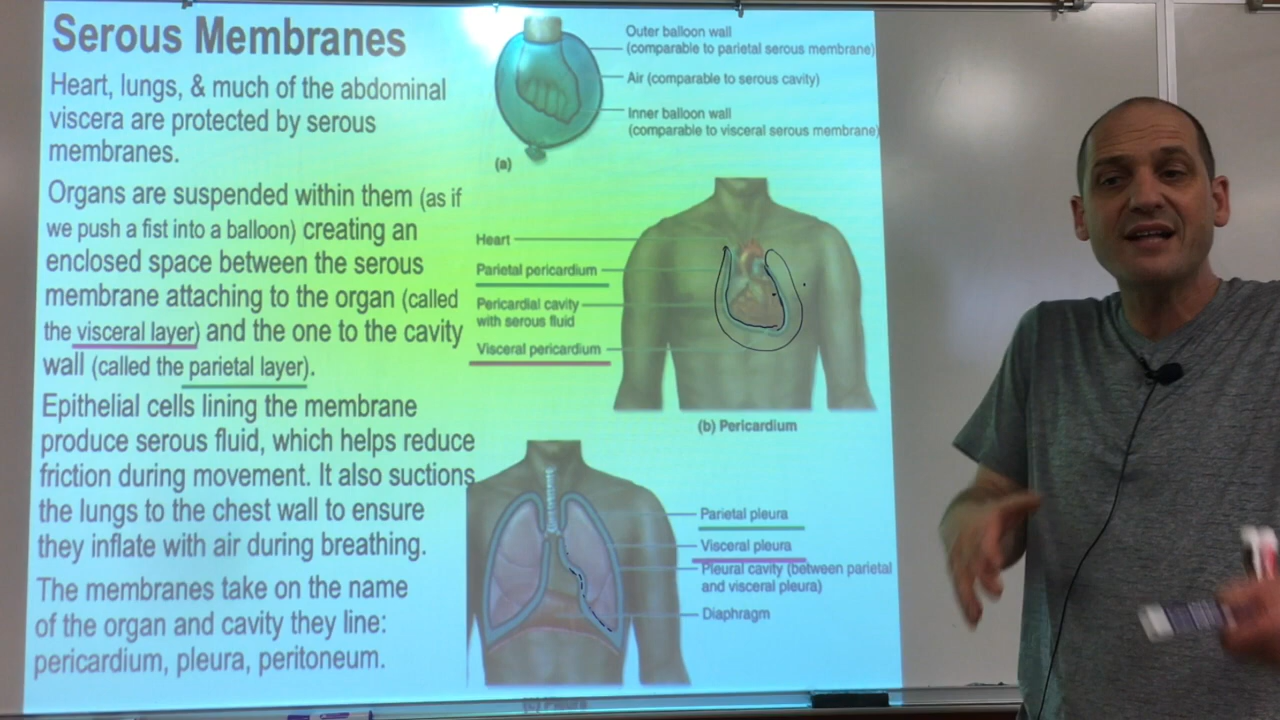 Serous Membranes
Heart, lungs, & much of the abdominal
viscera are protected by serous
membranes.
Organs are suspended within them (as if
we push a fist into a balloon) creating an
enclosed space between the serous
membrane attaching to the organ (called
the visceral layer) and the one to the cavity
wall (called the parietal layer).
Epithelial cells lining the membrane
produce serous fluid, which helps reduce
friction during movement. It also suctions
the lungs to the chest wall to ensure
they inflate with air during breathing.
The membranes take on the name
of the organ and cavity they line:
pericardium, pleura, peritoneum.
Outer balloon wall
(comparable to parietal serous membrane)
Air (comparable to serous cavity)
Inner balloon wall
(comparable to visceral serous membrane)
(a)
Heart
Parietal pericardium
Pericardial cavity
with serous fluid
Visceral pericardium
(b) Pericardium
Parietal pleura
Visceral pleura
Pleural cavity (between parietal
and visceral pleura)
Diaphragm
(c) Pleura